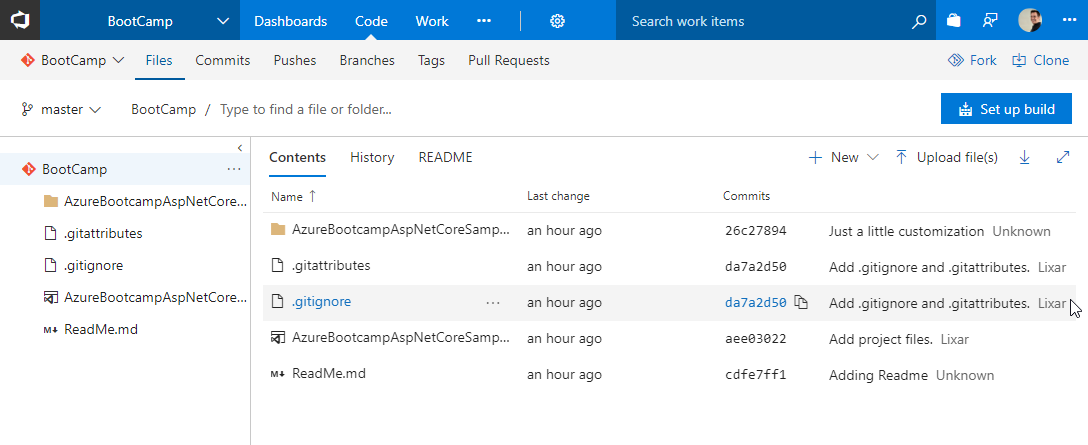 BootCamp Dashboards Code Work ··· Search work items ···
BootCamp Files Commits Pushes Branches Tags Pull Requests Fork Clone
master BootCamp / Type to find a file or folder... Set up build
BootCamp ···
AzureBootcampAspNetCore...
.gitattributes
.gitignore
AzureBootcampAspNetCore...
M↓ ReadMe.md
Contents History README + New Upload file(s)
Name ↑ Last change Commits
AzureBootcampAspNetCoreSamp... an hour ago 26c27894 Just a little customization Unknown
.gitattributes an hour ago da7a2d50 Add .gitignore and .gitattributes. Lixar
.gitignore ··· an hour ago da7a2d50 Add .gitignore and .gitattributes. Lixar
AzureBootcampAspNetCoreSamp... an hour ago aee03022 Add project files. Lixar
M↓ ReadMe.md an hour ago cdfe7ff1 Adding Readme Unknown